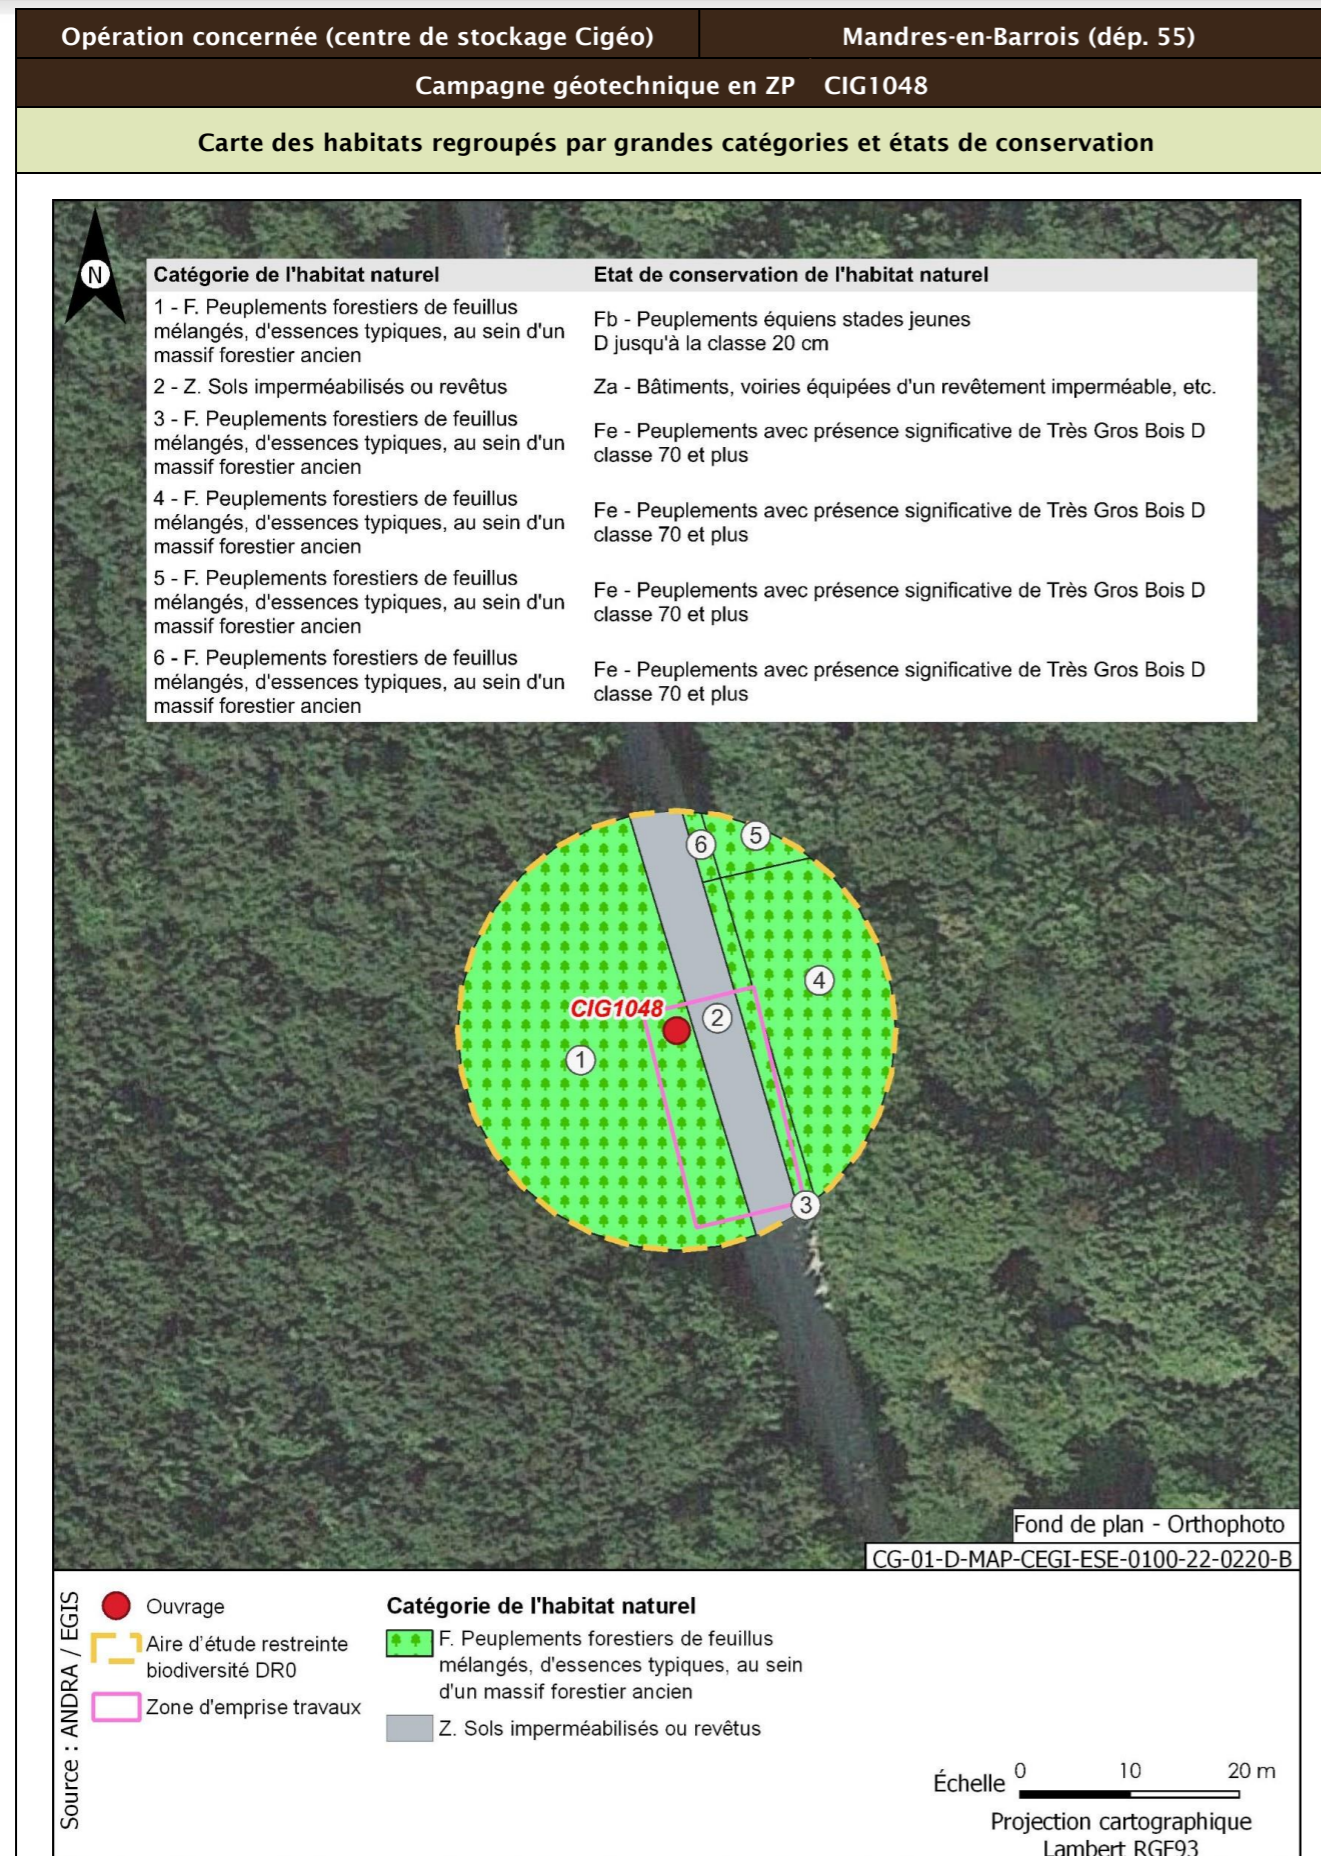 Opération concernée (centre de stockage Cigéo)
Mandres-en-Barrois (dép. 55)
Campagne géotechnique en ZP CIG1048
Carte des habitats regroupés par grandes catégories et états de conservation
N
Catégorie de l'habitat naturel
Etat de conservation de l'habitat naturel
1 - F. Peuplements forestiers de feuillus
mélangés, d'essences typiques, au sein d'un
massif forestier ancien
Fb - Peuplements équiens stades jeunes
D jusqu'à la classe 20 cm
2 - Z. Sols imperméabilisés ou revêtus
Za - Bâtiments, voiries équipées d'un revêtement imperméable, etc.
3 - F. Peuplements forestiers de feuillus
mélangés, d'essences typiques, au sein d'un
massif forestier ancien
Fe - Peuplements avec présence significative de Très Gros Bois D
classe 70 et plus
4 - F. Peuplements forestiers de feuillus
mélangés, d'essences typiques, au sein d'un
massif forestier ancien
Fe - Peuplements avec présence significative de Très Gros Bois D
classe 70 et plus
5 - F. Peuplements forestiers de feuillus
mélangés, d'essences typiques, au sein d'un
massif forestier ancien
Fe - Peuplements avec présence significative de Très Gros Bois D
classe 70 et plus
6 - F. Peuplements forestiers de feuillus
mélangés, d'essences typiques, au sein d'un
massif forestier ancien
Fe - Peuplements avec présence significative de Très Gros Bois D
classe 70 et plus
5
6
4
CIG1048
2
1
3
Fond de plan - Orthophoto
CG-01-D-MAP-CEGI-ESE-0100-22-0220-B
Source : ANDRA / EGIS
Ouvrage
Aire d'étude restreinte
biodiversité DR0
Zone d'emprise travaux
Catégorie de l'habitat naturel
F. Peuplements forestiers de feuillus
mélangés, d'essences typiques, au sein
d'un massif forestier ancien
Z. Sols imperméabilisés ou revêtus
Échelle 0 10 20 m
Projection cartographique
Lambert RGF93